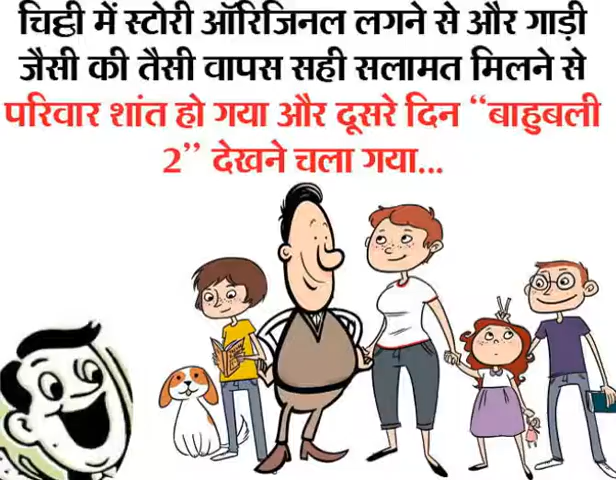 चिट्ठी में स्टोरी ऑरिजिनल लगने से और गाड़ी
जैसी की तैसी वापस सही सलामत मिलने से
परिवार शांत हो गया और दूसरे दिन “बाहुबली
2” देखने चला गया...